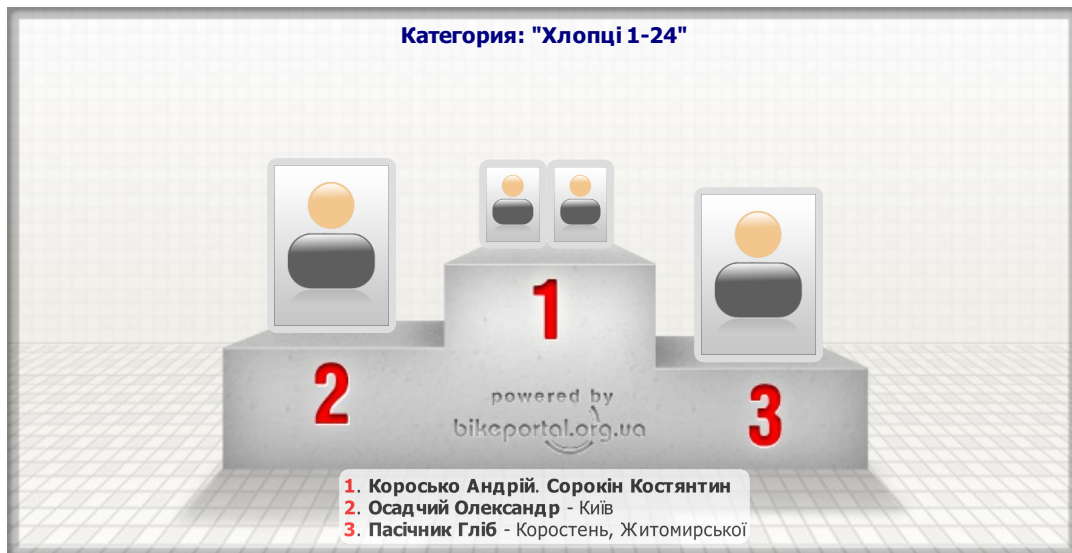 Категория: "Хлопці 1-24"
1
2
3
powered by
bikeportal.org.ua
1. Коросько Андрій. Сорокін Костянтин
2. Осадчий Олександр - Київ
3. Пасічник Гліб - Коростень, Житомирської